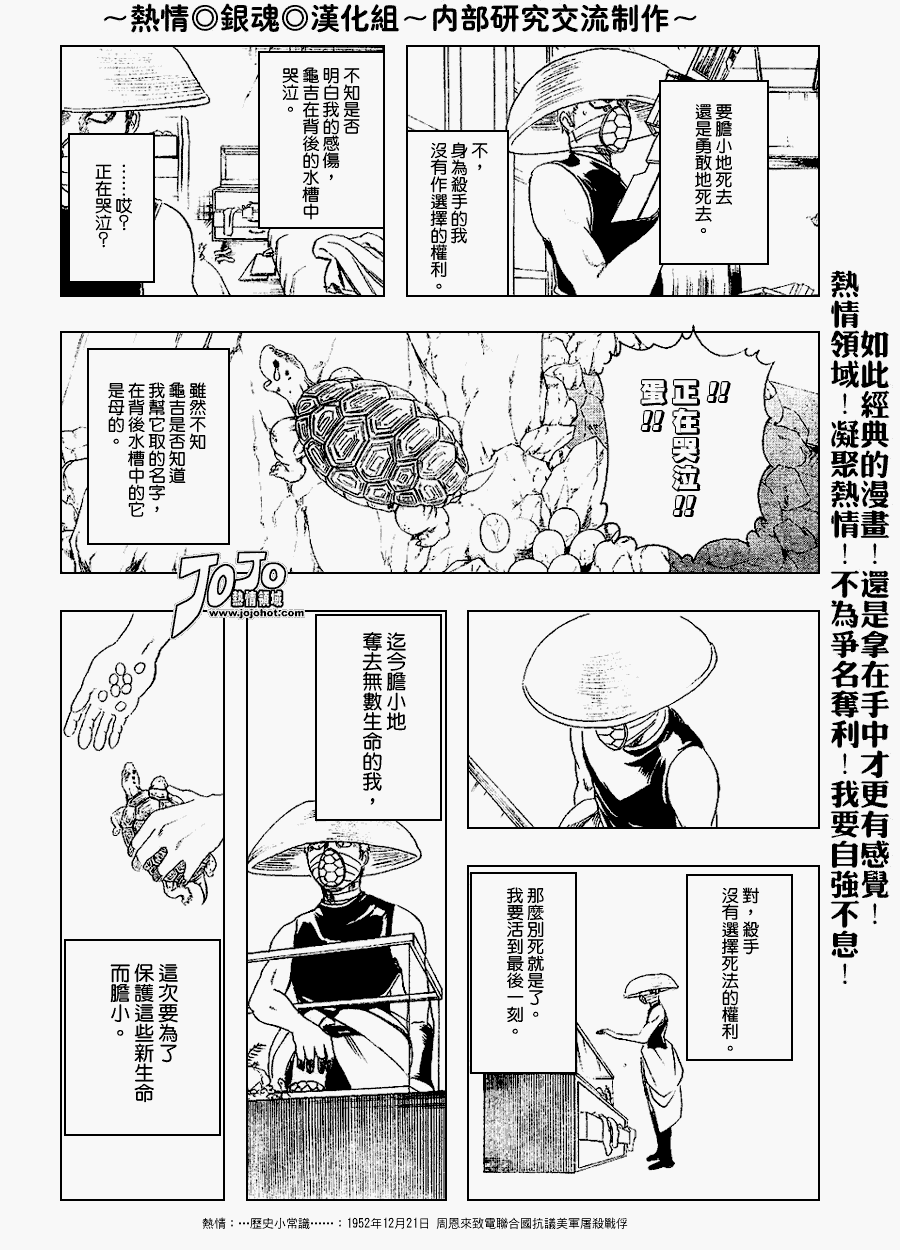 ～熱情◎銀魂◎漢化組～内部研究交流制作～
要膽小地死去
還是勇敢地死去。
不，
身為殺手的我
沒有作選擇的權利。
不知是否
明白我的感傷，
龜吉在背後的水槽中
哭泣。
……哎？
正在哭泣？
!!
正在哭泣!!
蛋!!
雖然不知
龜吉是否知道
我幫它取的名字，
在背後水槽中的它
是母的。
JOJO
熱情領域
www.jojohot.com
對，殺手
沒有選擇死法的權利。
那麼別死就是了。
我要活到最後一刻。
迄今膽小地
奪去無數生命的我，
這次要為了
保護這些新生命
而膽小。
如此經典的漫畫！還是拿在手中才更有感覺！
熱情領域！凝聚熱情！不為爭名奪利！我要自強不息！
熱情：…歷史小常識……：1952年12月21日 周恩來致電聯合國抗議美軍屠殺戰俘